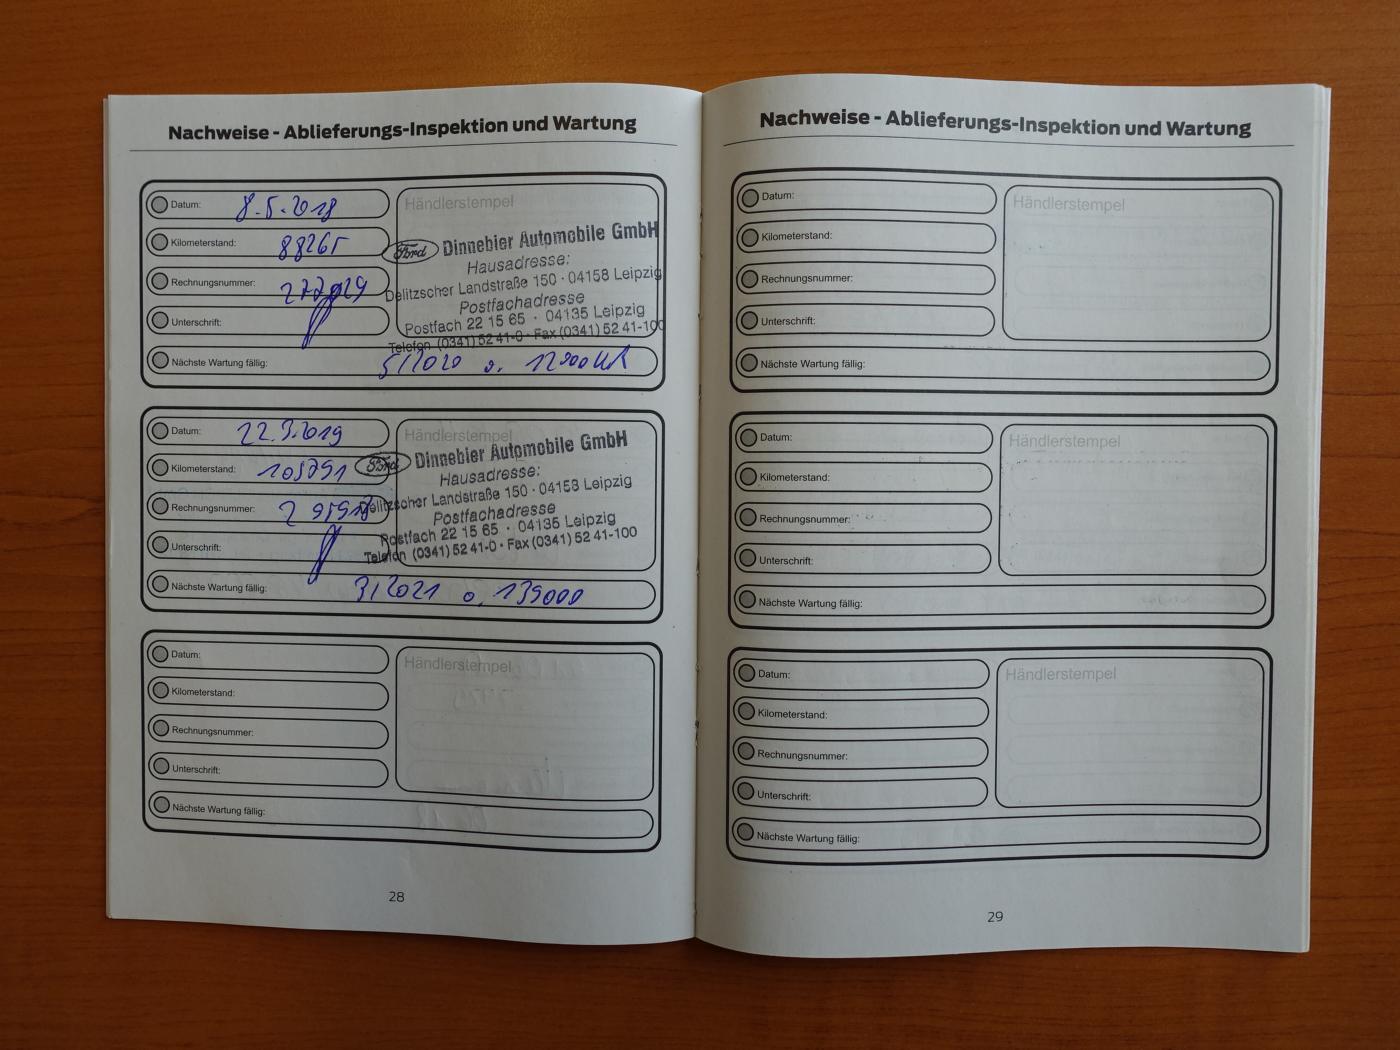 Nachweise - Ablieferungs-Inspektion und Wartung
Datum: 8.5.2018
Kilometerstand: 88265
Rechnungsnummer:
Unterschrift:
Nächste Wartung fällig: 5/2020 o.
Händlerstempel
Ford Dinnebier Automobile GmbH
Hausadresse:
Delitzscher Landstraße 150 · 04158 Leipzig
Postfachadresse
Postfach 22 15 65 · 04135 Leipzig
Telefon (0341) 52 41-0 · Fax (0341) 52 41-100
Datum: 22.3.2019
Kilometerstand:
Rechnungsnummer:
Unterschrift:
Nächste Wartung fällig: 3/2021 o. 139000
Händlerstempel
Ford Dinnebier Automobile GmbH
Hausadresse:
Delitzscher Landstraße 150 · 04158 Leipzig
Postfachadresse
Postfach 22 15 65 · 04135 Leipzig
Telefon (0341) 52 41-0 · Fax (0341) 52 41-100
Datum:
Kilometerstand:
Rechnungsnummer:
Unterschrift:
Nächste Wartung fällig:
Händlerstempel
28
Nachweise - Ablieferungs-Inspektion und Wartung
Datum:
Kilometerstand:
Rechnungsnummer:
Unterschrift:
Nächste Wartung fällig:
Händlerstempel
Datum:
Kilometerstand:
Rechnungsnummer:
Unterschrift:
Nächste Wartung fällig:
Händlerstempel
Datum:
Kilometerstand:
Rechnungsnummer:
Unterschrift:
Nächste Wartung fällig:
Händlerstempel
29